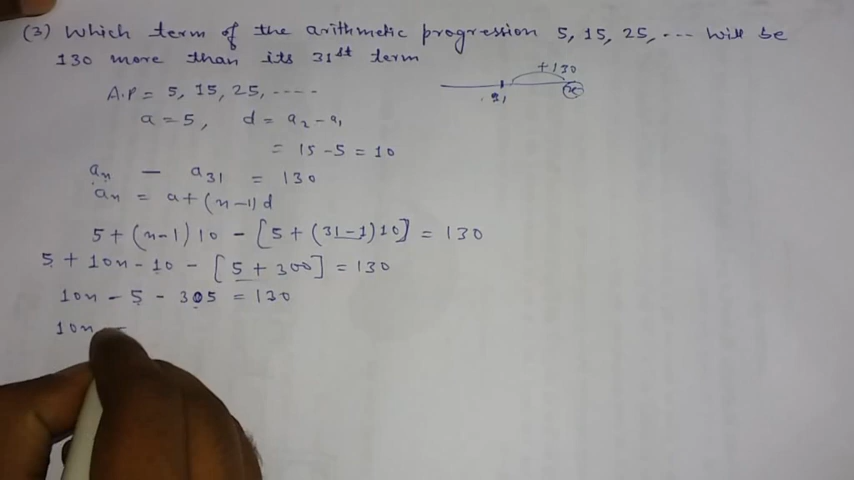 (3) Which term of the arithmetic progression 5, 15, 25, ... will be
130 more than its 31st term
+130
31
A.P = 5, 15, 25, ....
a = 5, d = a₂ - a₁
= 15 - 5 = 10
aₙ - a₃₁ = 130
aₙ = a + (n-1)d
5 + (n-1) 10 - [5 + (31-1) 10] = 130
5 + 10n - 10 - [5 + 300] = 130
10n - 5 - 305 = 130
10n -